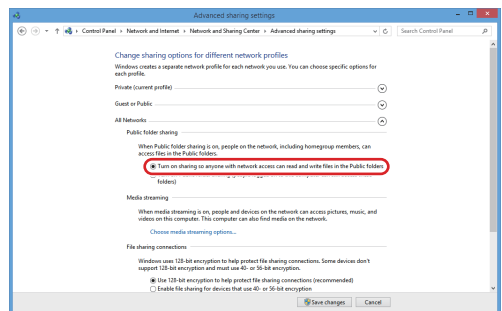 Advanced sharing settings
Control Panel ▸ Network and Internet ▸ Network and Sharing Center ▸ Advanced sharing settings
Search Control Panel
Change sharing options for different network profiles
Windows creates a separate network profile for each network you use. You can choose specific options for
each profile.
Private (current profile)
Guest or Public
All Networks
Public folder sharing
When Public folder sharing is on, people on the network, including homegroup members, can
access files in the Public folders.
Turn on sharing so anyone with network access can read and write files in the Public folders
folders)
Media streaming
When media streaming is on, people and devices on the network can access pictures, music, and
videos on this computer. This computer can also find media on the network.
Choose media streaming options...
File sharing connections
Windows uses 128-bit encryption to help protect file sharing connections. Some devices don't
support 128-bit encryption and must use 40- or 56-bit encryption.
Use 128-bit encryption to help protect file sharing connections (recommended)
Enable file sharing for devices that use 40- or 56-bit encryption
Save changes
Cancel